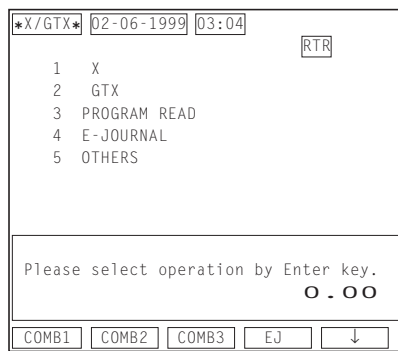 *X/GTX* 02-06-1999 03:04
RTR
1 X
2 GTX
3 PROGRAM READ
4 E-JOURNAL
5 OTHERS
Please select operation by Enter key.
0.00
COMB1 COMB2 COMB3 EJ ↓